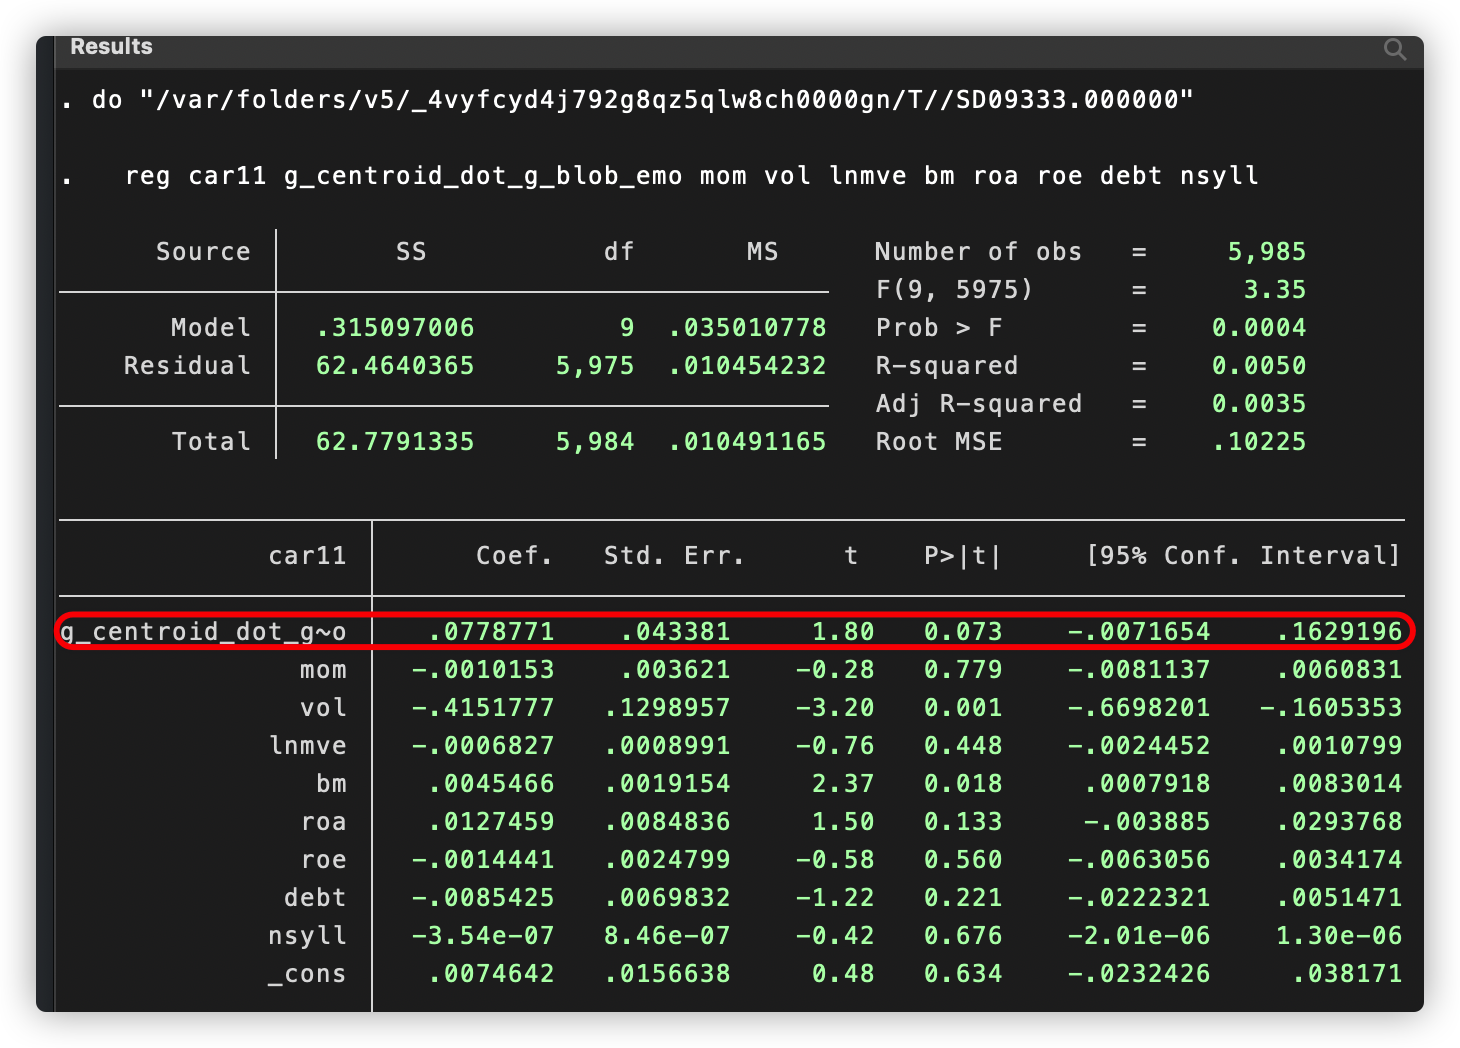 Results
. do "/var/folders/v5/_4vyfcyd4j792g8qz5qlw8ch0000gn/T//SD09333.000000"
.   reg car11 g_centroid_dot_g_blob_emo mom vol lnmve bm roa roe debt nsyll
Source | SS df MS Number of obs = 5,985
F(9, 5975) = 3.35
Model | .315097006 9 .035010778 Prob > F = 0.0004
Residual | 62.4640365 5,975 .010454232 R-squared = 0.0050
Adj R-squared = 0.0035
Total | 62.7791335 5,984 .010491165 Root MSE = .10225
car11 | Coef. Std. Err. t P>|t| [95% Conf. Interval]
g_centroid_dot_g~o | .0778771 .043381 1.80 0.073 -.0071654 .1629196
mom | -.0010153 .003621 -0.28 0.779 -.0081137 .0060831
vol | -.4151777 .1298957 -3.20 0.001 -.6698201 -.1605353
lnmve | -.0006827 .0008991 -0.76 0.448 -.0024452 .0010799
bm | .0045466 .0019154 2.37 0.018 .0007918 .0083014
roa | .0127459 .0084836 1.50 0.133 -.003885 .0293768
roe | -.0014441 .0024799 -0.58 0.560 -.0063056 .0034174
debt | -.0085425 .0069832 -1.22 0.221 -.0222321 .0051471
nsyll | -3.54e-07 8.46e-07 -0.42 0.676 -2.01e-06 1.30e-06
_cons | .0074642 .0156638 0.48 0.634 -.0232426 .038171